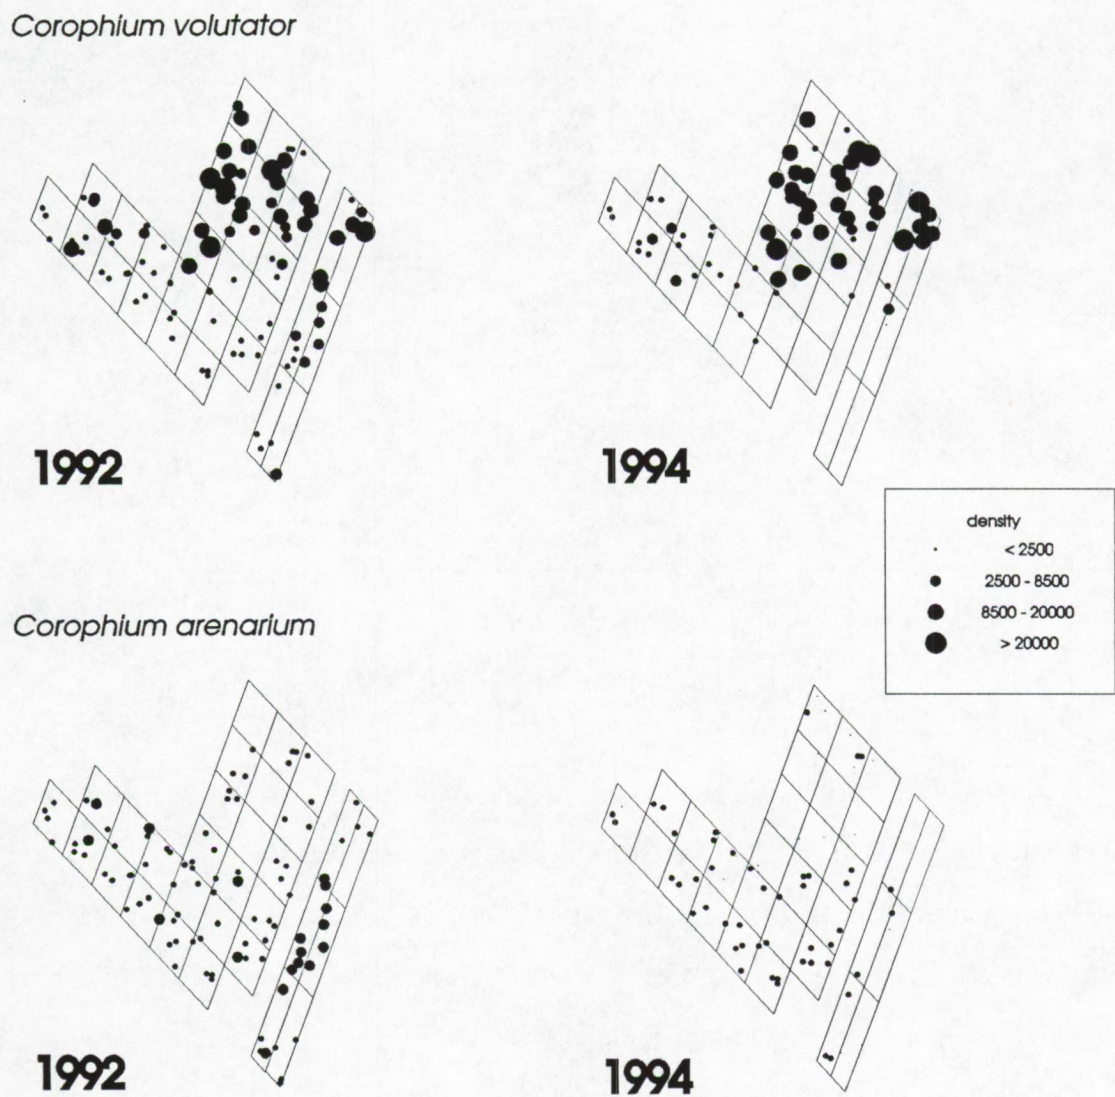 Corophium volutator
1992
1994
density
< 2500
2500 - 8500
8500 - 20000
> 20000
Corophium arenarium
1992
1994